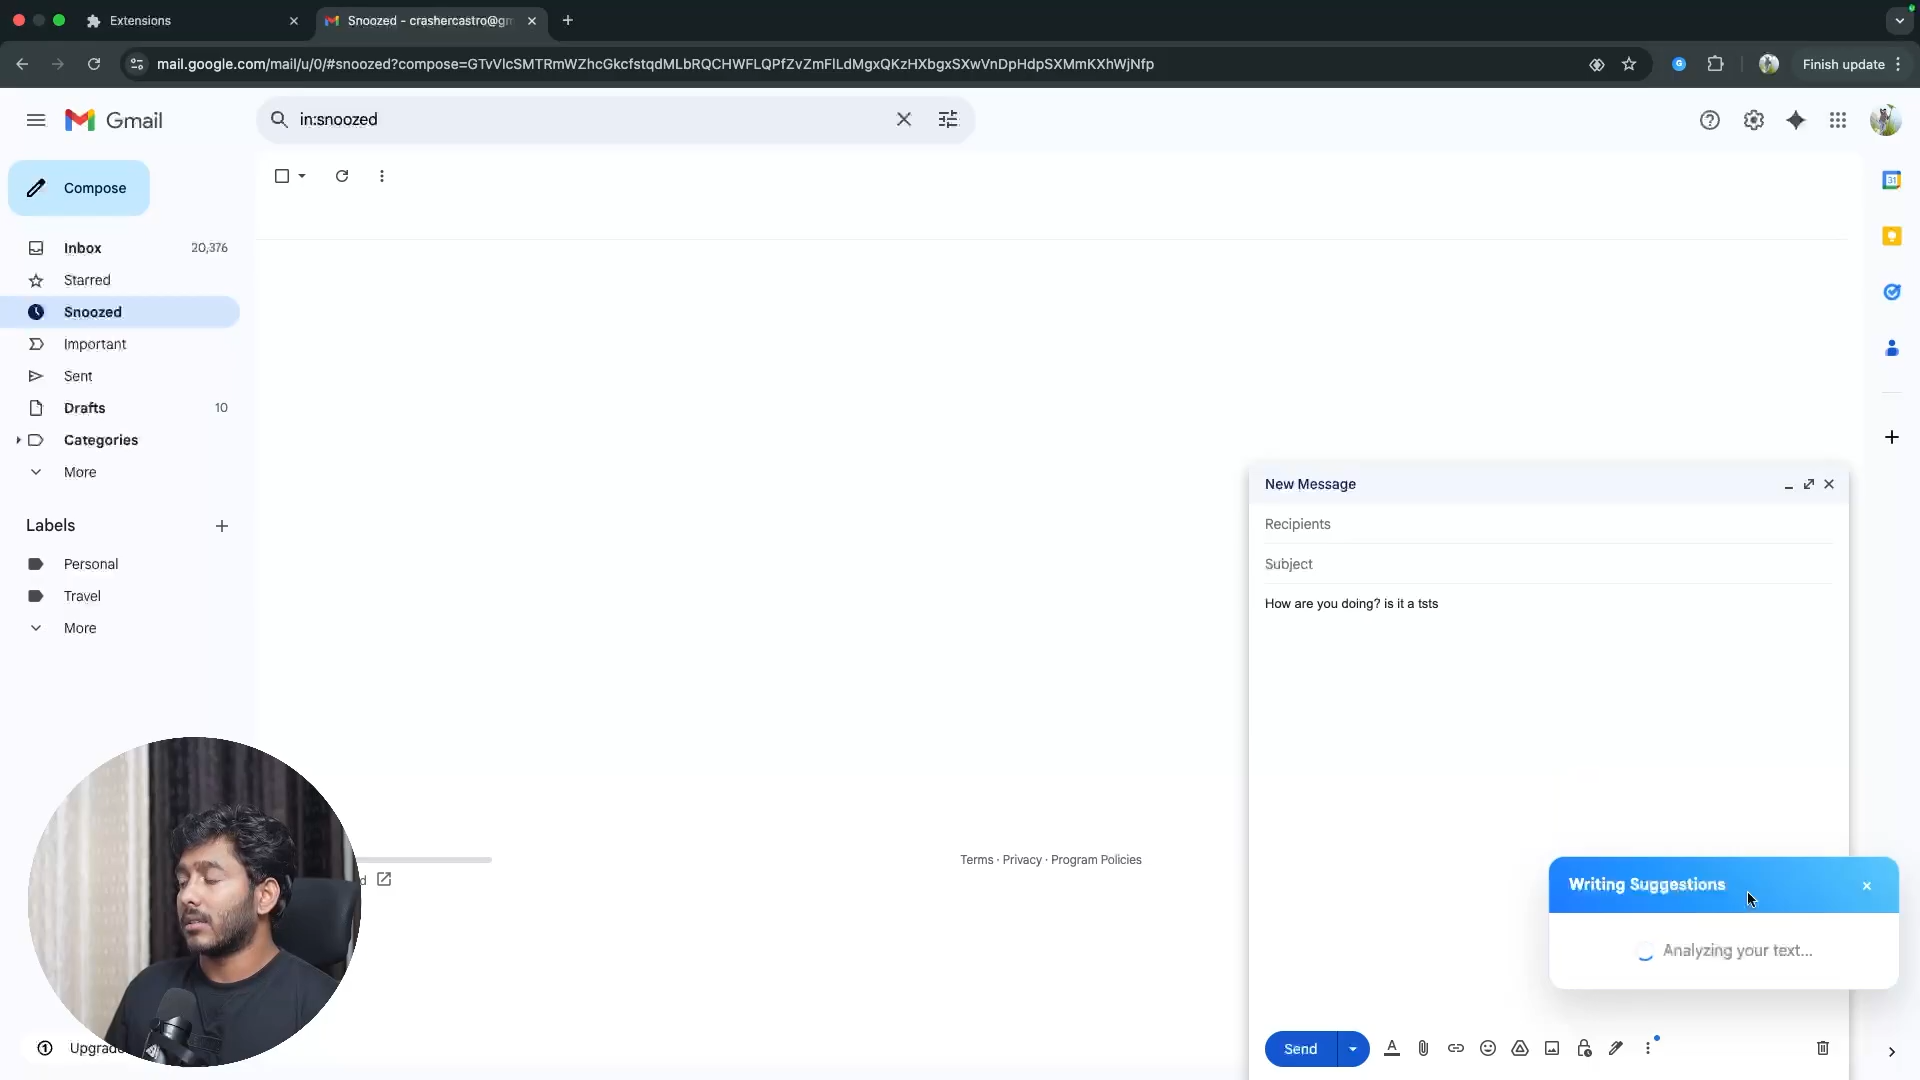 Extensions
Snoozed - crashercastro@gm
mail.google.com/mail/u/0/#snoozed?compose=GTvVlcSMTRmWZhcGkcfstqdMLbRQCHWFLQPfZvZmFlLdMgxQKzHXbgxSXwVnDpHdpSXMmKXhWjNfp
Finish update
Gmail
in:snoozed
Compose
Inbox 20,376
Starred
Snoozed
Important
Sent
Drafts 10
Categories
More
Labels
Personal
Travel
More
Upgrade
Terms · Privacy · Program Policies
New Message
Recipients
Subject
How are you doing? is it a tsts
Writing Suggestions
Analyzing your text...
Send
31